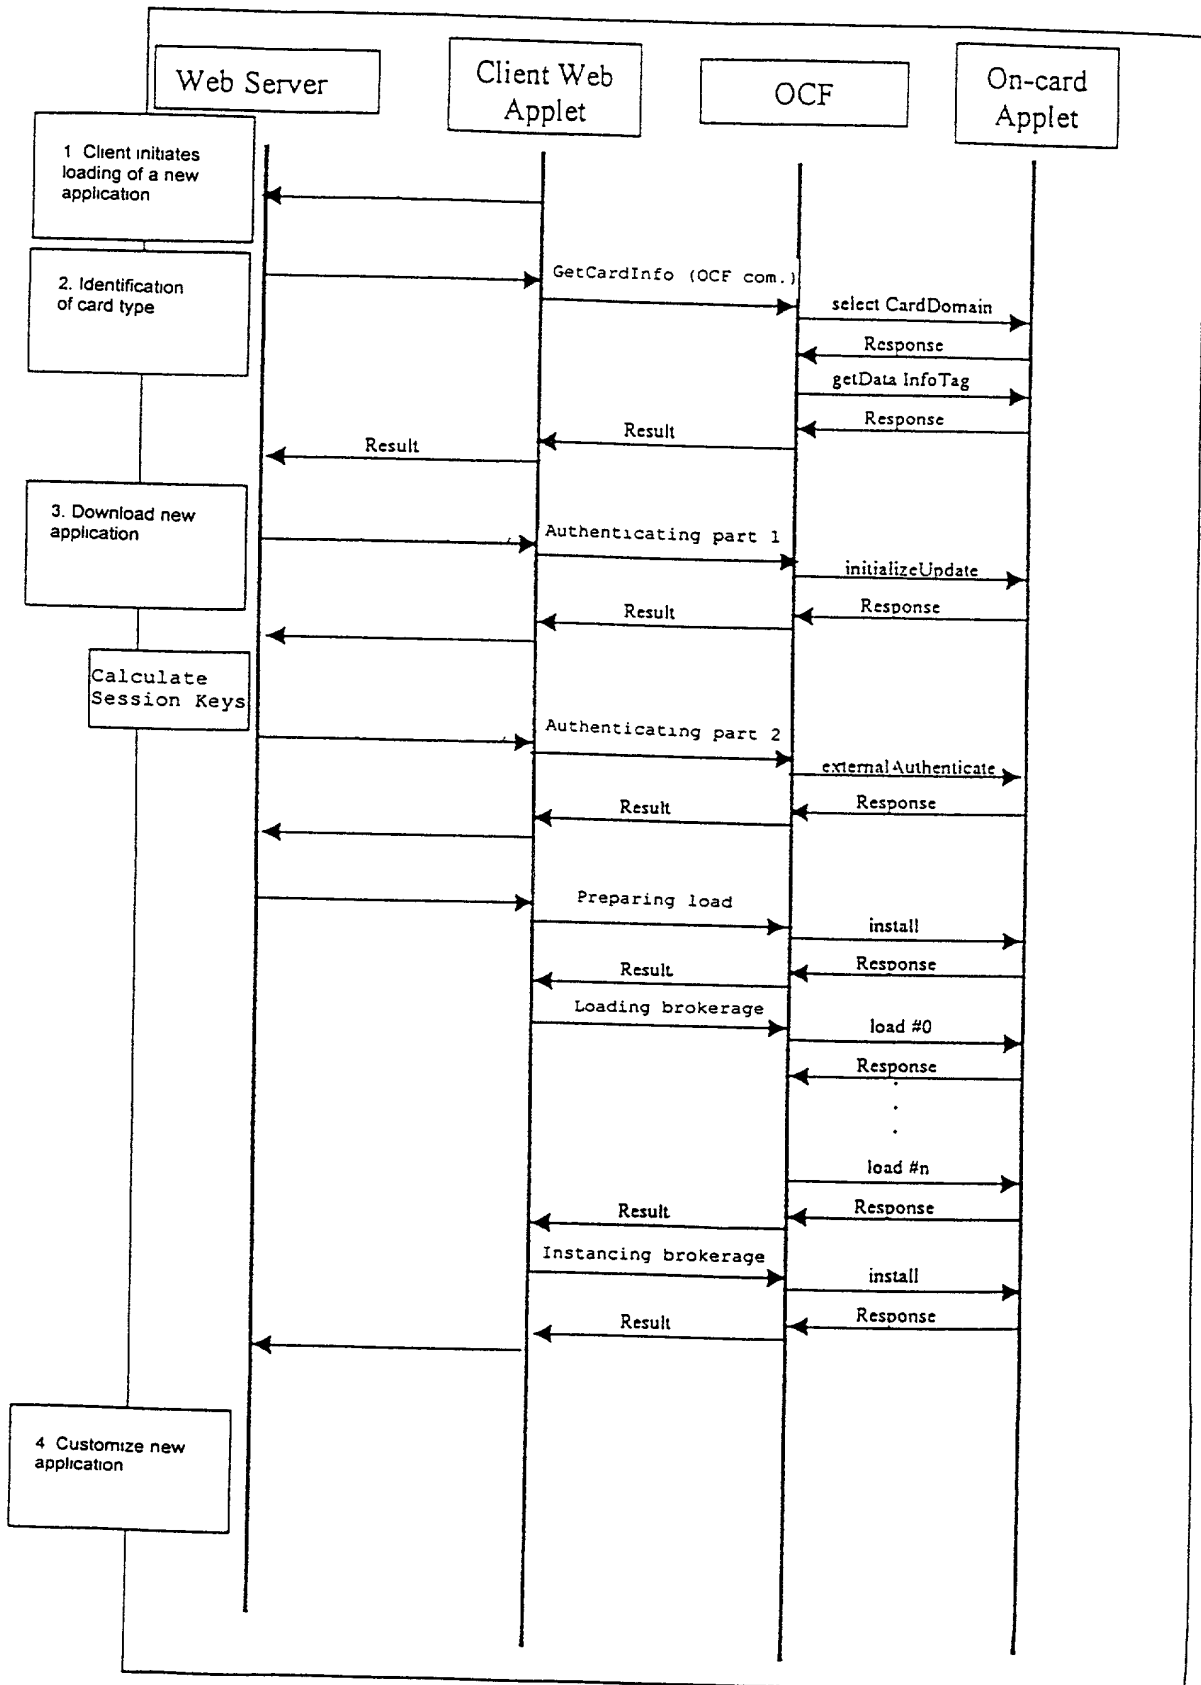 Web Server
Client Web
Applet
OCF
On-card
Applet
1 Client initiates
loading of a new
application
2. Identification
of card type
GetCardInfo (OCF com.)
select CardDomain
Response
getData InfoTag
Response
Result
Result
3. Download new
application
Authenticating part 1
initializeUpdate
Response
Result
Calculate
Session Keys
Authenticating part 2
externalAuthenticate
Response
Result
Preparing load
install
Response
Result
Loading brokerage
load #0
Response
.
.
.
load #n
Response
Result
Instancing brokerage
install
Response
Result
4 Customize new
application